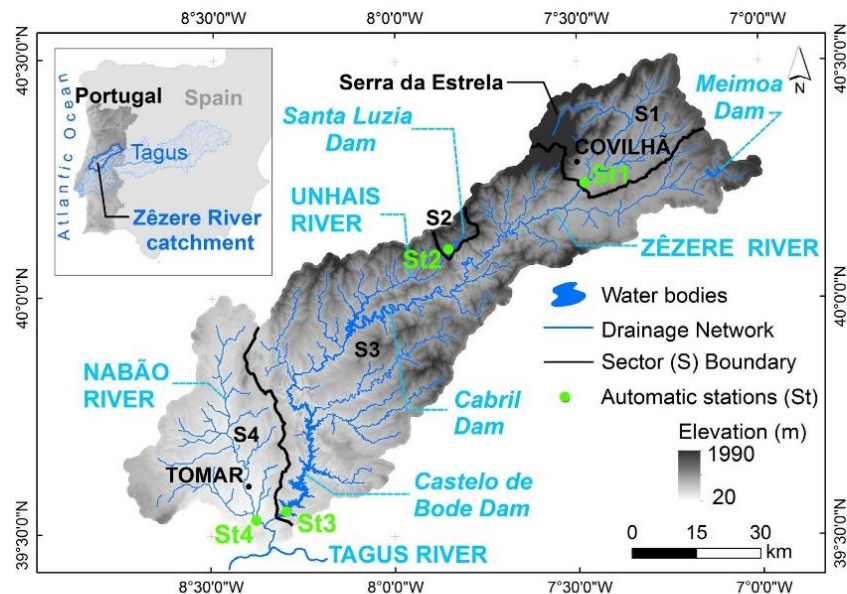 8°30'0"W
8°0'0"W
7°30'0"W
7°0'0"W
40°30'0"N
40°30'0"N
Portugal
Spain
Tagus
Atlantic Ocean
Zêzere River
catchment
Serra da Estrela
Meimoa
Dam
Santa Luzia
Dam
S1
COVILHÃ
St1
UNHAIS
RIVER
S2
St2
ZÊZERE RIVER
N
40°0'0"N
40°0'0"N
Water bodies
Drainage Network
Sector (S) Boundary
Automatic stations (St)
S3
NABÃO
RIVER
Cabril
Dam
Elevation (m)
1990
20
S4
TOMAR
Castelo de
Bode Dam
St4
St3
TAGUS RIVER
0
15
30
km
39°30'0"N
39°30'0"N
8°30'0"W
8°0'0"W
7°30'0"W
7°0'0"W